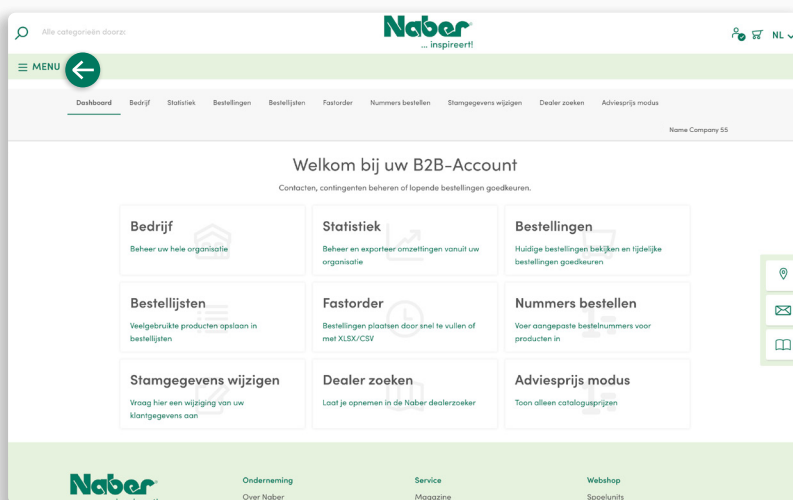 Alle categorieën doorz:
Naber
... inspireert!
NL
MENU
Dashboard Bedrijf Statistiek Bestellingen Bestellijsten Fastorder Nummers bestellen Stamgegevens wijzigen Dealer zoeken Adviesprijs modus
Name Company 55
Welkom bij uw B2B-Account
Contacten, contingenten beheren of lopende bestellingen goedkeuren.
Bedrijf Statistiek Bestellingen
Beheer uw hele organisatie Beheer en exporteer omzettingen vanuit uw Huidige bestellingen bekijken en tijdelijke
organisatie bestellingen goedkeuren
Bestellijsten Fastorder Nummers bestellen
Veelgebruikte producten opslaan in Bestellingen plaatsen door snel te vullen of Voer aangepaste bestelnummers voor
bestellijsten met XLSX/CSV producten in
Stamgegevens wijzigen Dealer zoeken Adviesprijs modus
Vraag hier een wijziging van uw Laat je opnemen in de Naber dealerzoeker Toon alleen catalogusprijzen
klantgegevens aan
Naber Onderneming Service Webshop
Over Naber Magazine Spoelunits